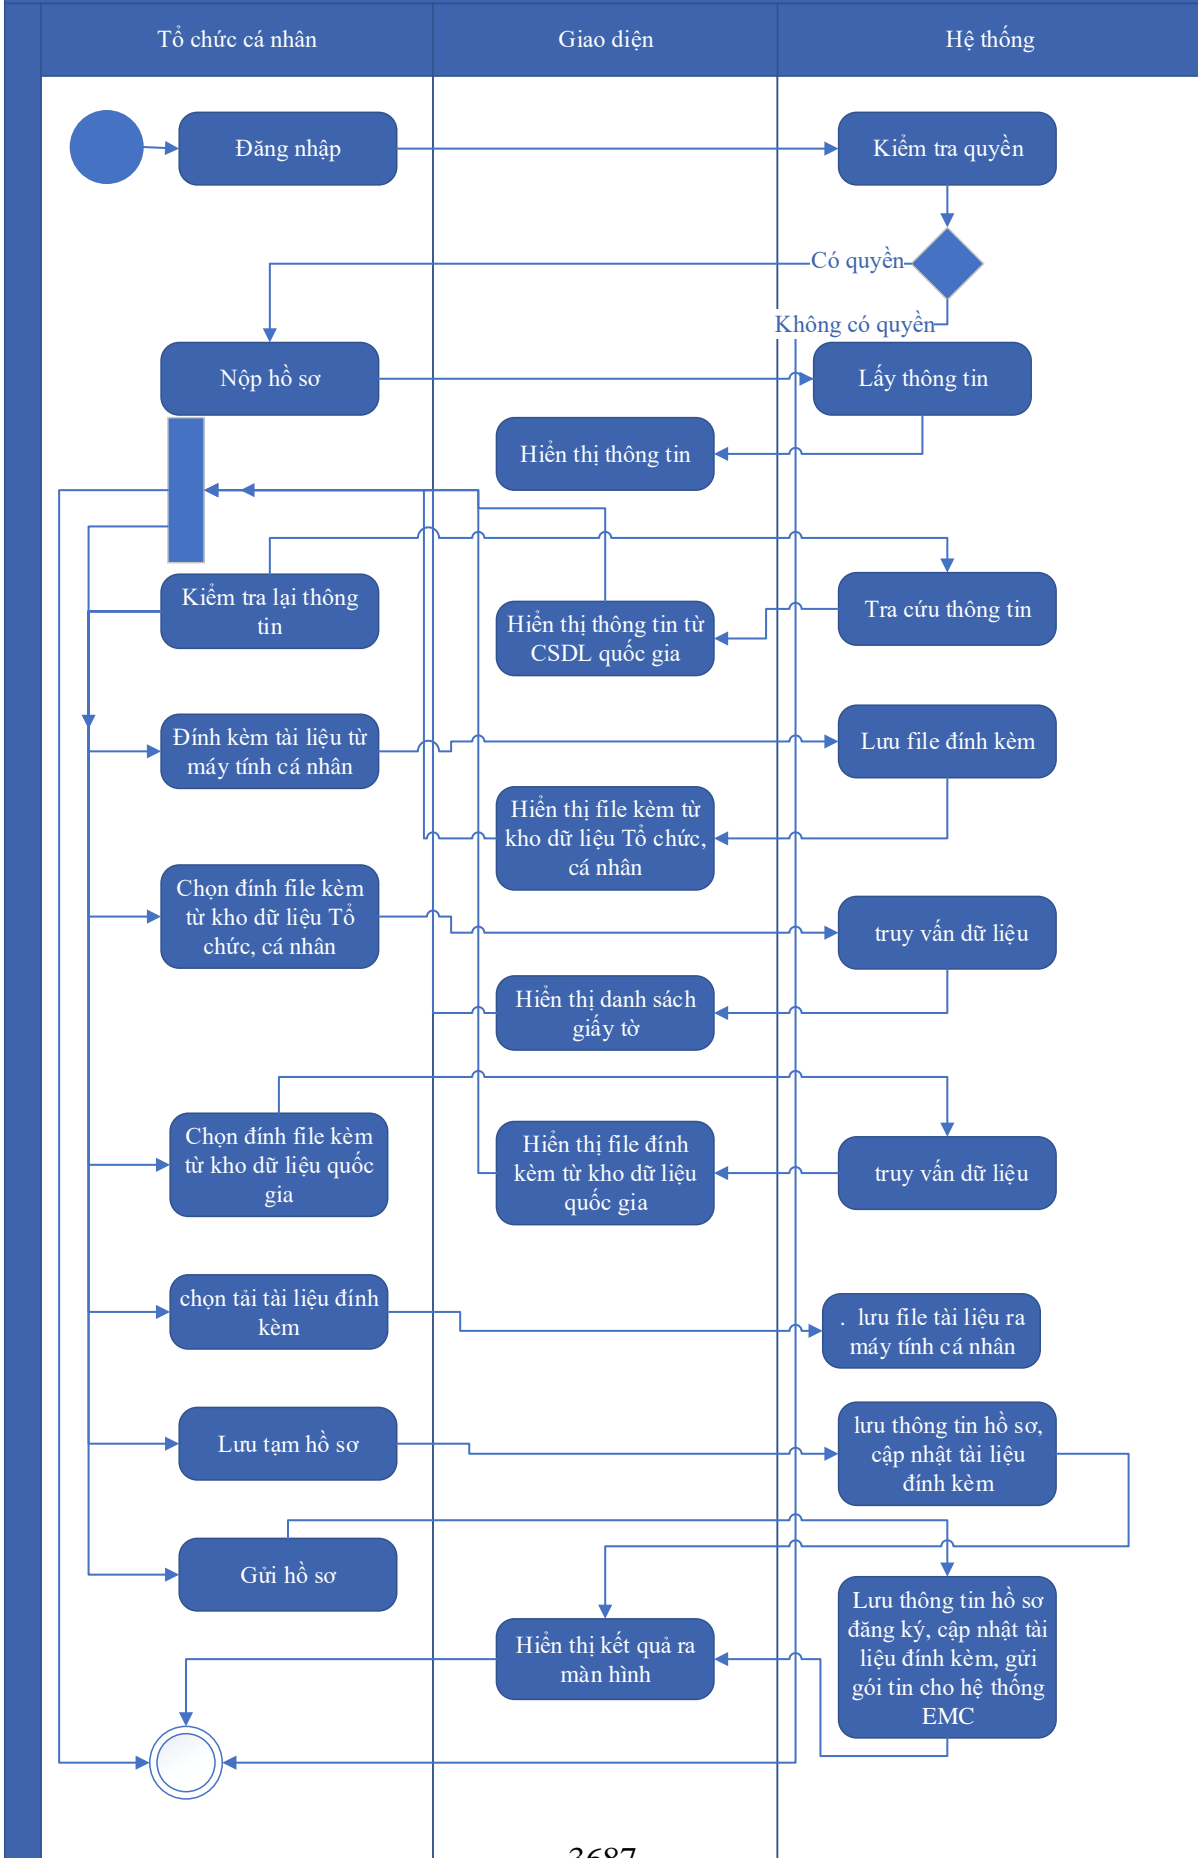 Tổ chức cá nhân
Giao diện
Hệ thống
Đăng nhập
Kiểm tra quyền
Có quyền
Không có quyền
Nộp hồ sơ
Lấy thông tin
Hiển thị thông tin
Kiểm tra lại thông
tin
Tra cứu thông tin
Hiển thị thông tin từ
CSDL quốc gia
Đính kèm tài liệu từ
máy tính cá nhân
Lưu file đính kèm
Hiển thị file kèm từ
kho dữ liệu Tổ chức,
cá nhân
Chọn đính file kèm
từ kho dữ liệu Tổ
chức, cá nhân
truy vấn dữ liệu
Hiển thị danh sách
giấy tờ
Chọn đính file kèm
từ kho dữ liệu quốc
gia
Hiển thị file đính
kèm từ kho dữ liệu
quốc gia
truy vấn dữ liệu
chọn tải tài liệu đính
kèm
. lưu file tài liệu ra
máy tính cá nhân
Lưu tạm hồ sơ
lưu thông tin hồ sơ,
cập nhật tài liệu
đính kèm
Gửi hồ sơ
Lưu thông tin hồ sơ
đăng ký, cập nhật tài
liệu đính kèm, gửi
gói tin cho hệ thống
EMC
Hiển thị kết quả ra
màn hình
3687